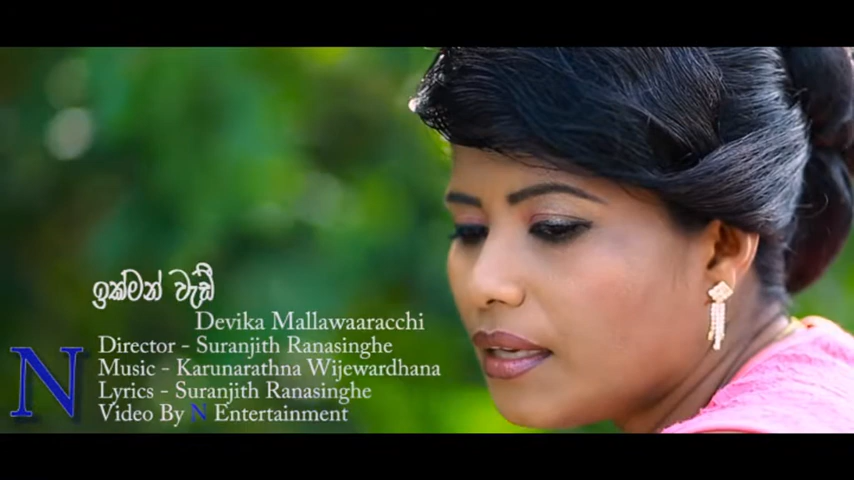 ඉක්මන් වැඩි
Devika Mallawaaracchi
Director - Suranjith Ranasinghe
Music - Karunarathna Wijewardhana
Lyrics - Suranjith Ranasinghe
Video By N Entertainment
N